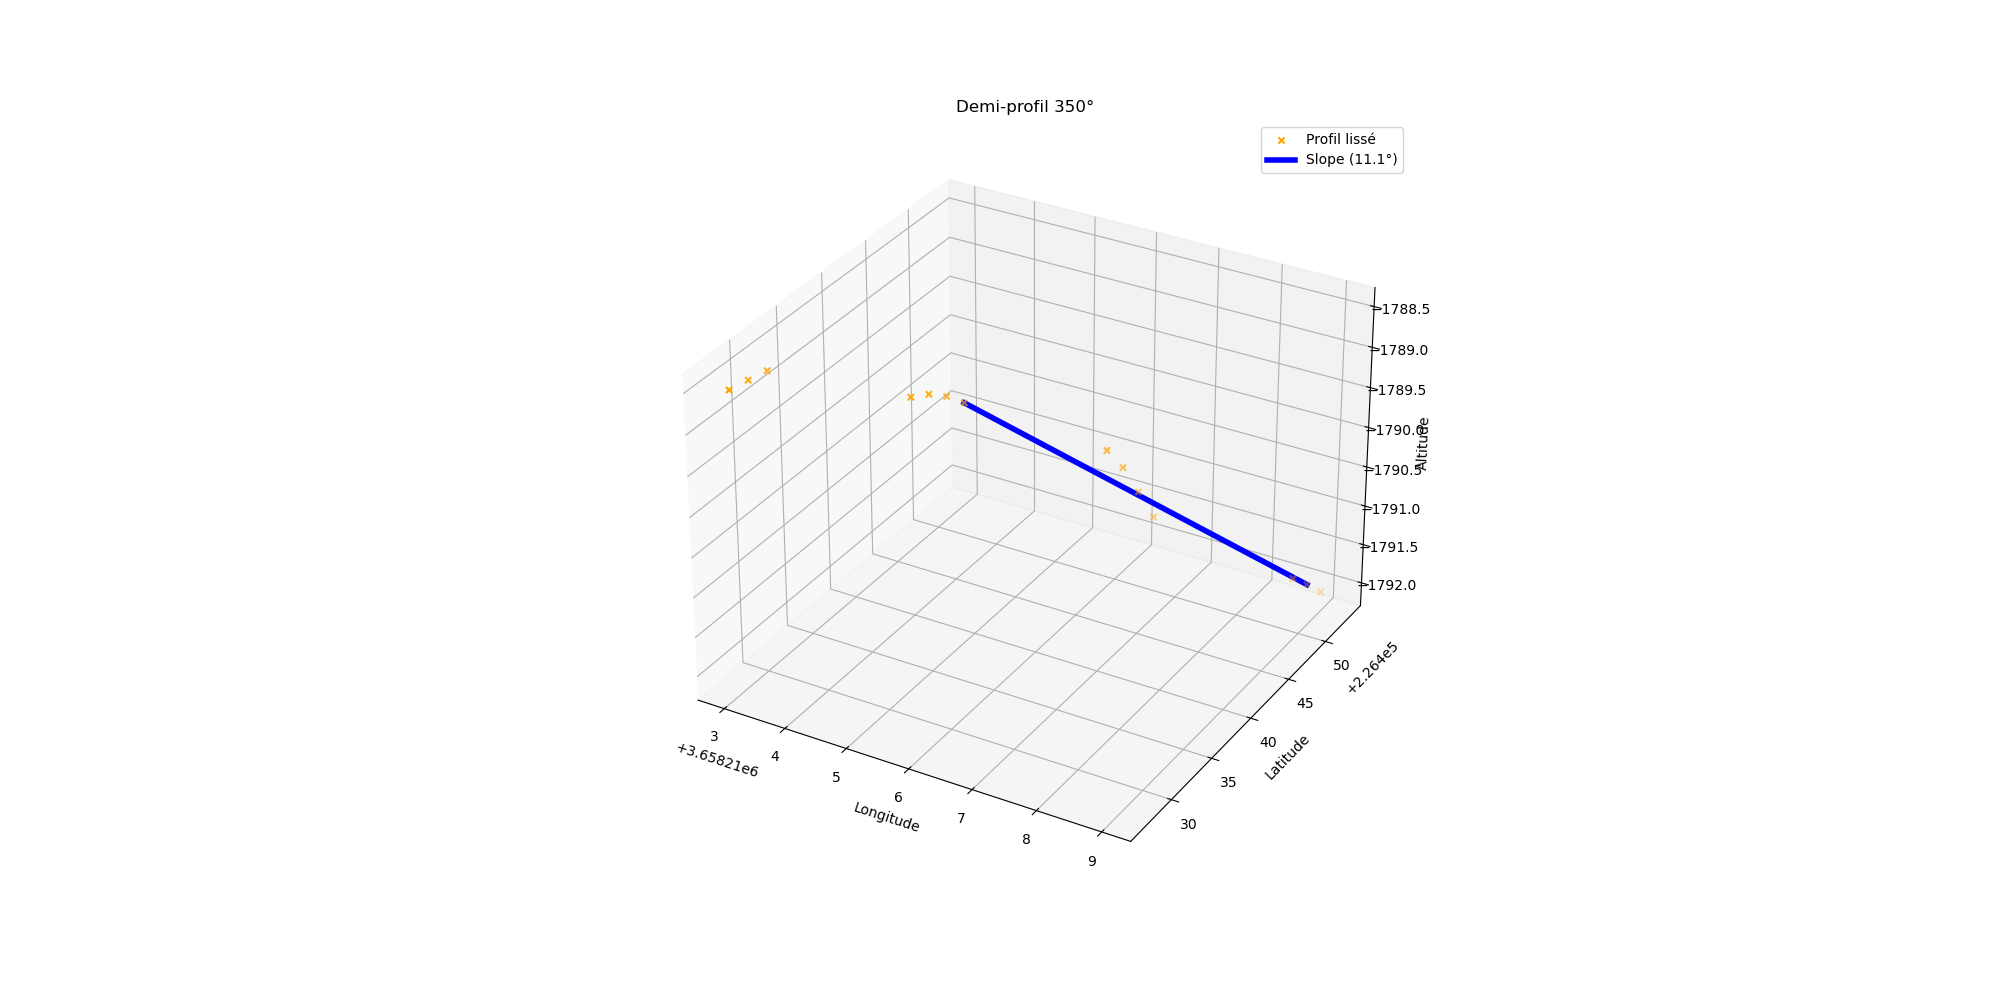 Demi-profil 350°
Profil lissé
Slope (11.1°)
−1788.5
−1789.0
−1789.5
−1790.0
−1790.5
−1791.0
−1791.5
−1792.0
Altitude
50
45
40
35
30
+2.264e5
Latitude
3
4
5
6
7
8
9
+3.65821e6
Longitude